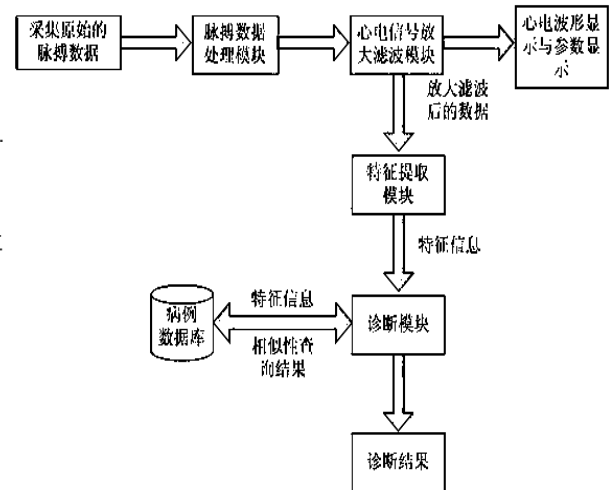 采集原始的
脉搏数据
脉搏数据
处理模块
心电信号放
大滤波模块
心电波形显
示与参数显
示
放大滤波
后的数据
特征提取
模块
特征信息
病例
数据库
特征信息
相似性查
询结果
诊断模块
诊断结果